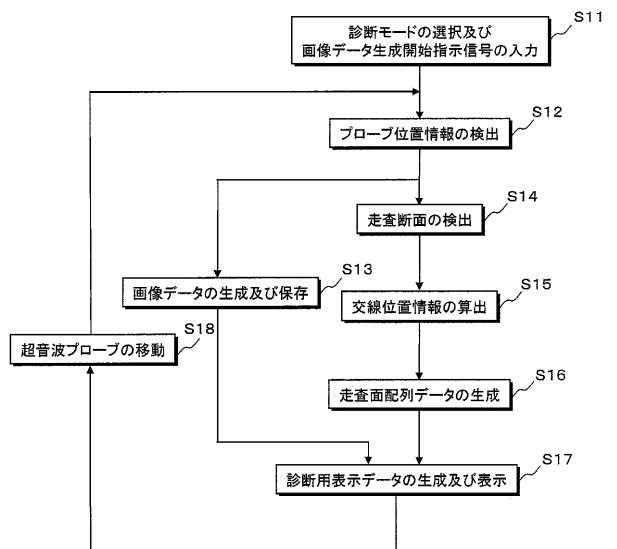 S11
診断モードの選択及び
画像データ生成開始指示信号の入力
S12
プローブ位置情報の検出
S14
走査断面の検出
S13
画像データの生成及び保存
S15
交線位置情報の算出
S18
超音波プローブの移動
S16
走査面配列データの生成
S17
診断用表示データの生成及び表示